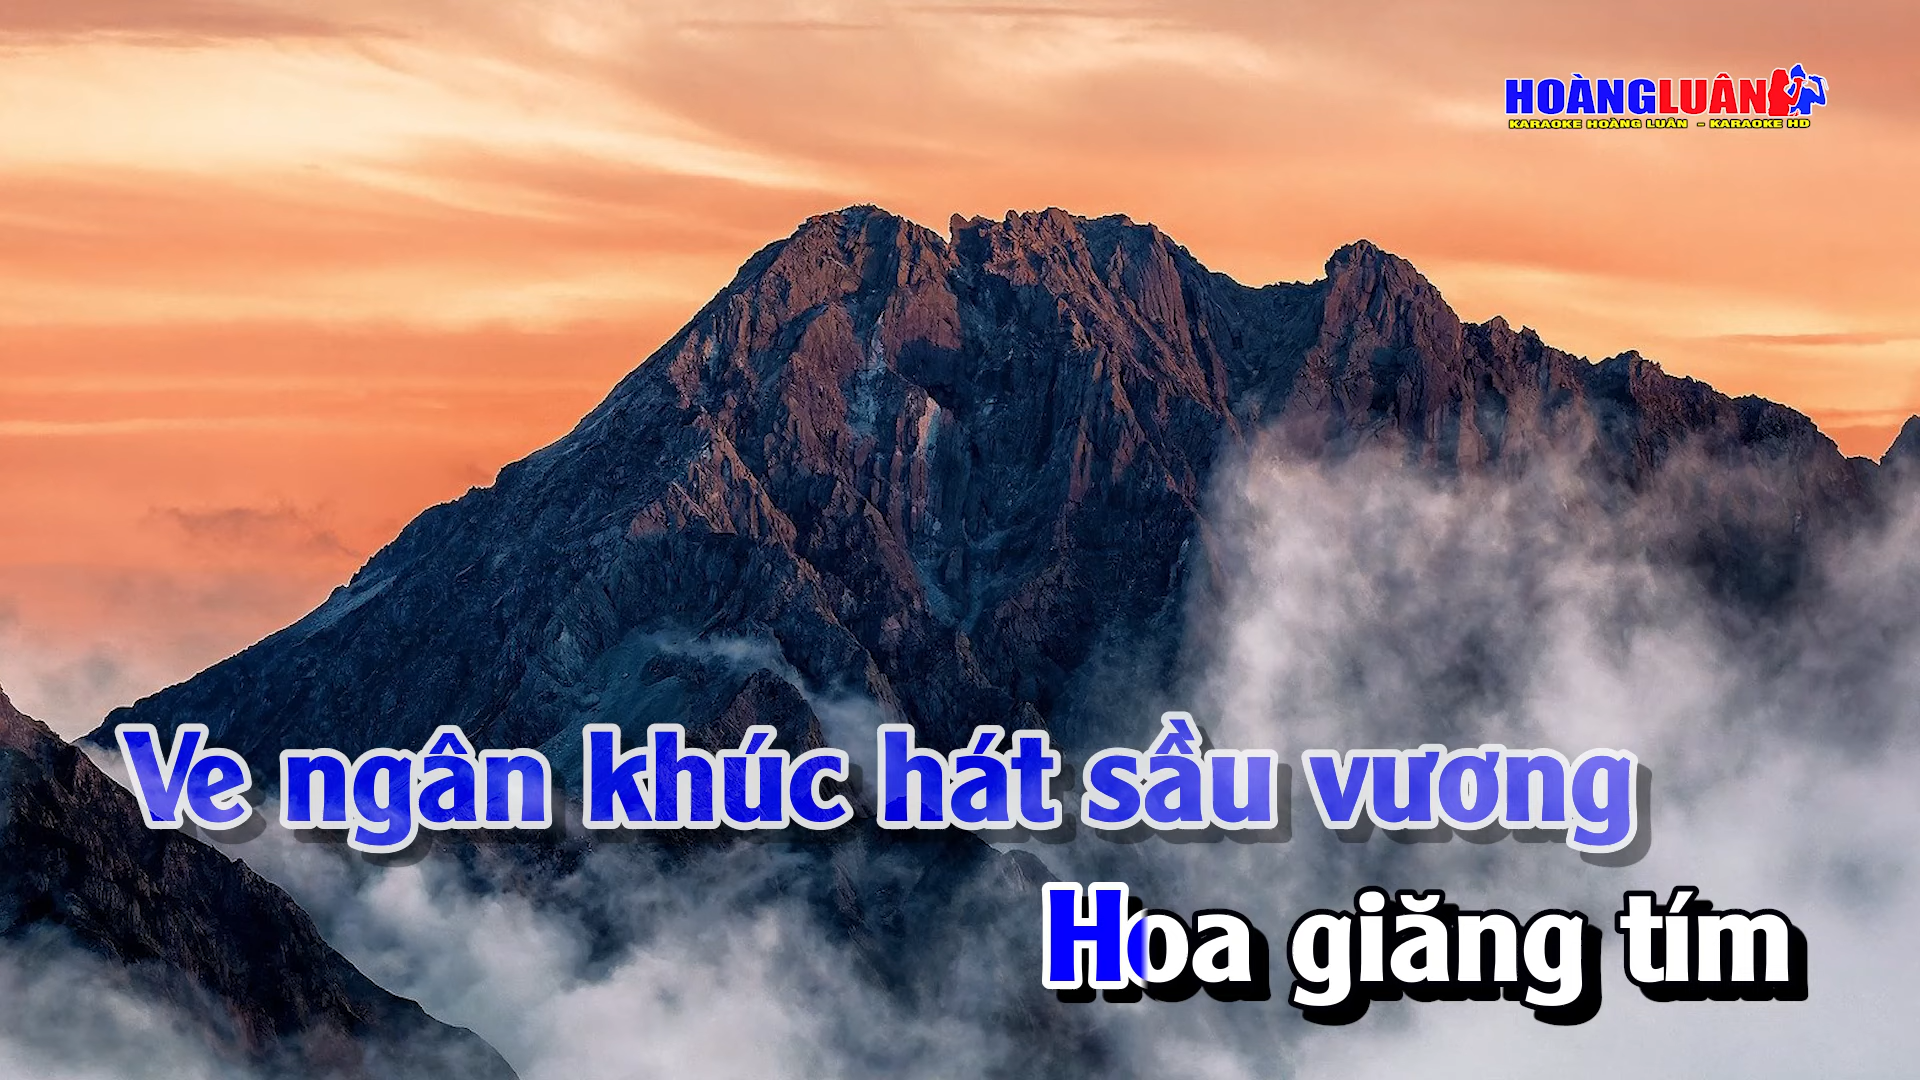 HOÀNGLUÂN
KARAOKE HOÀNG LUÂN - KARAOKE HD
Ve ngân khúc hát sầu vương
Hoa giăng tím